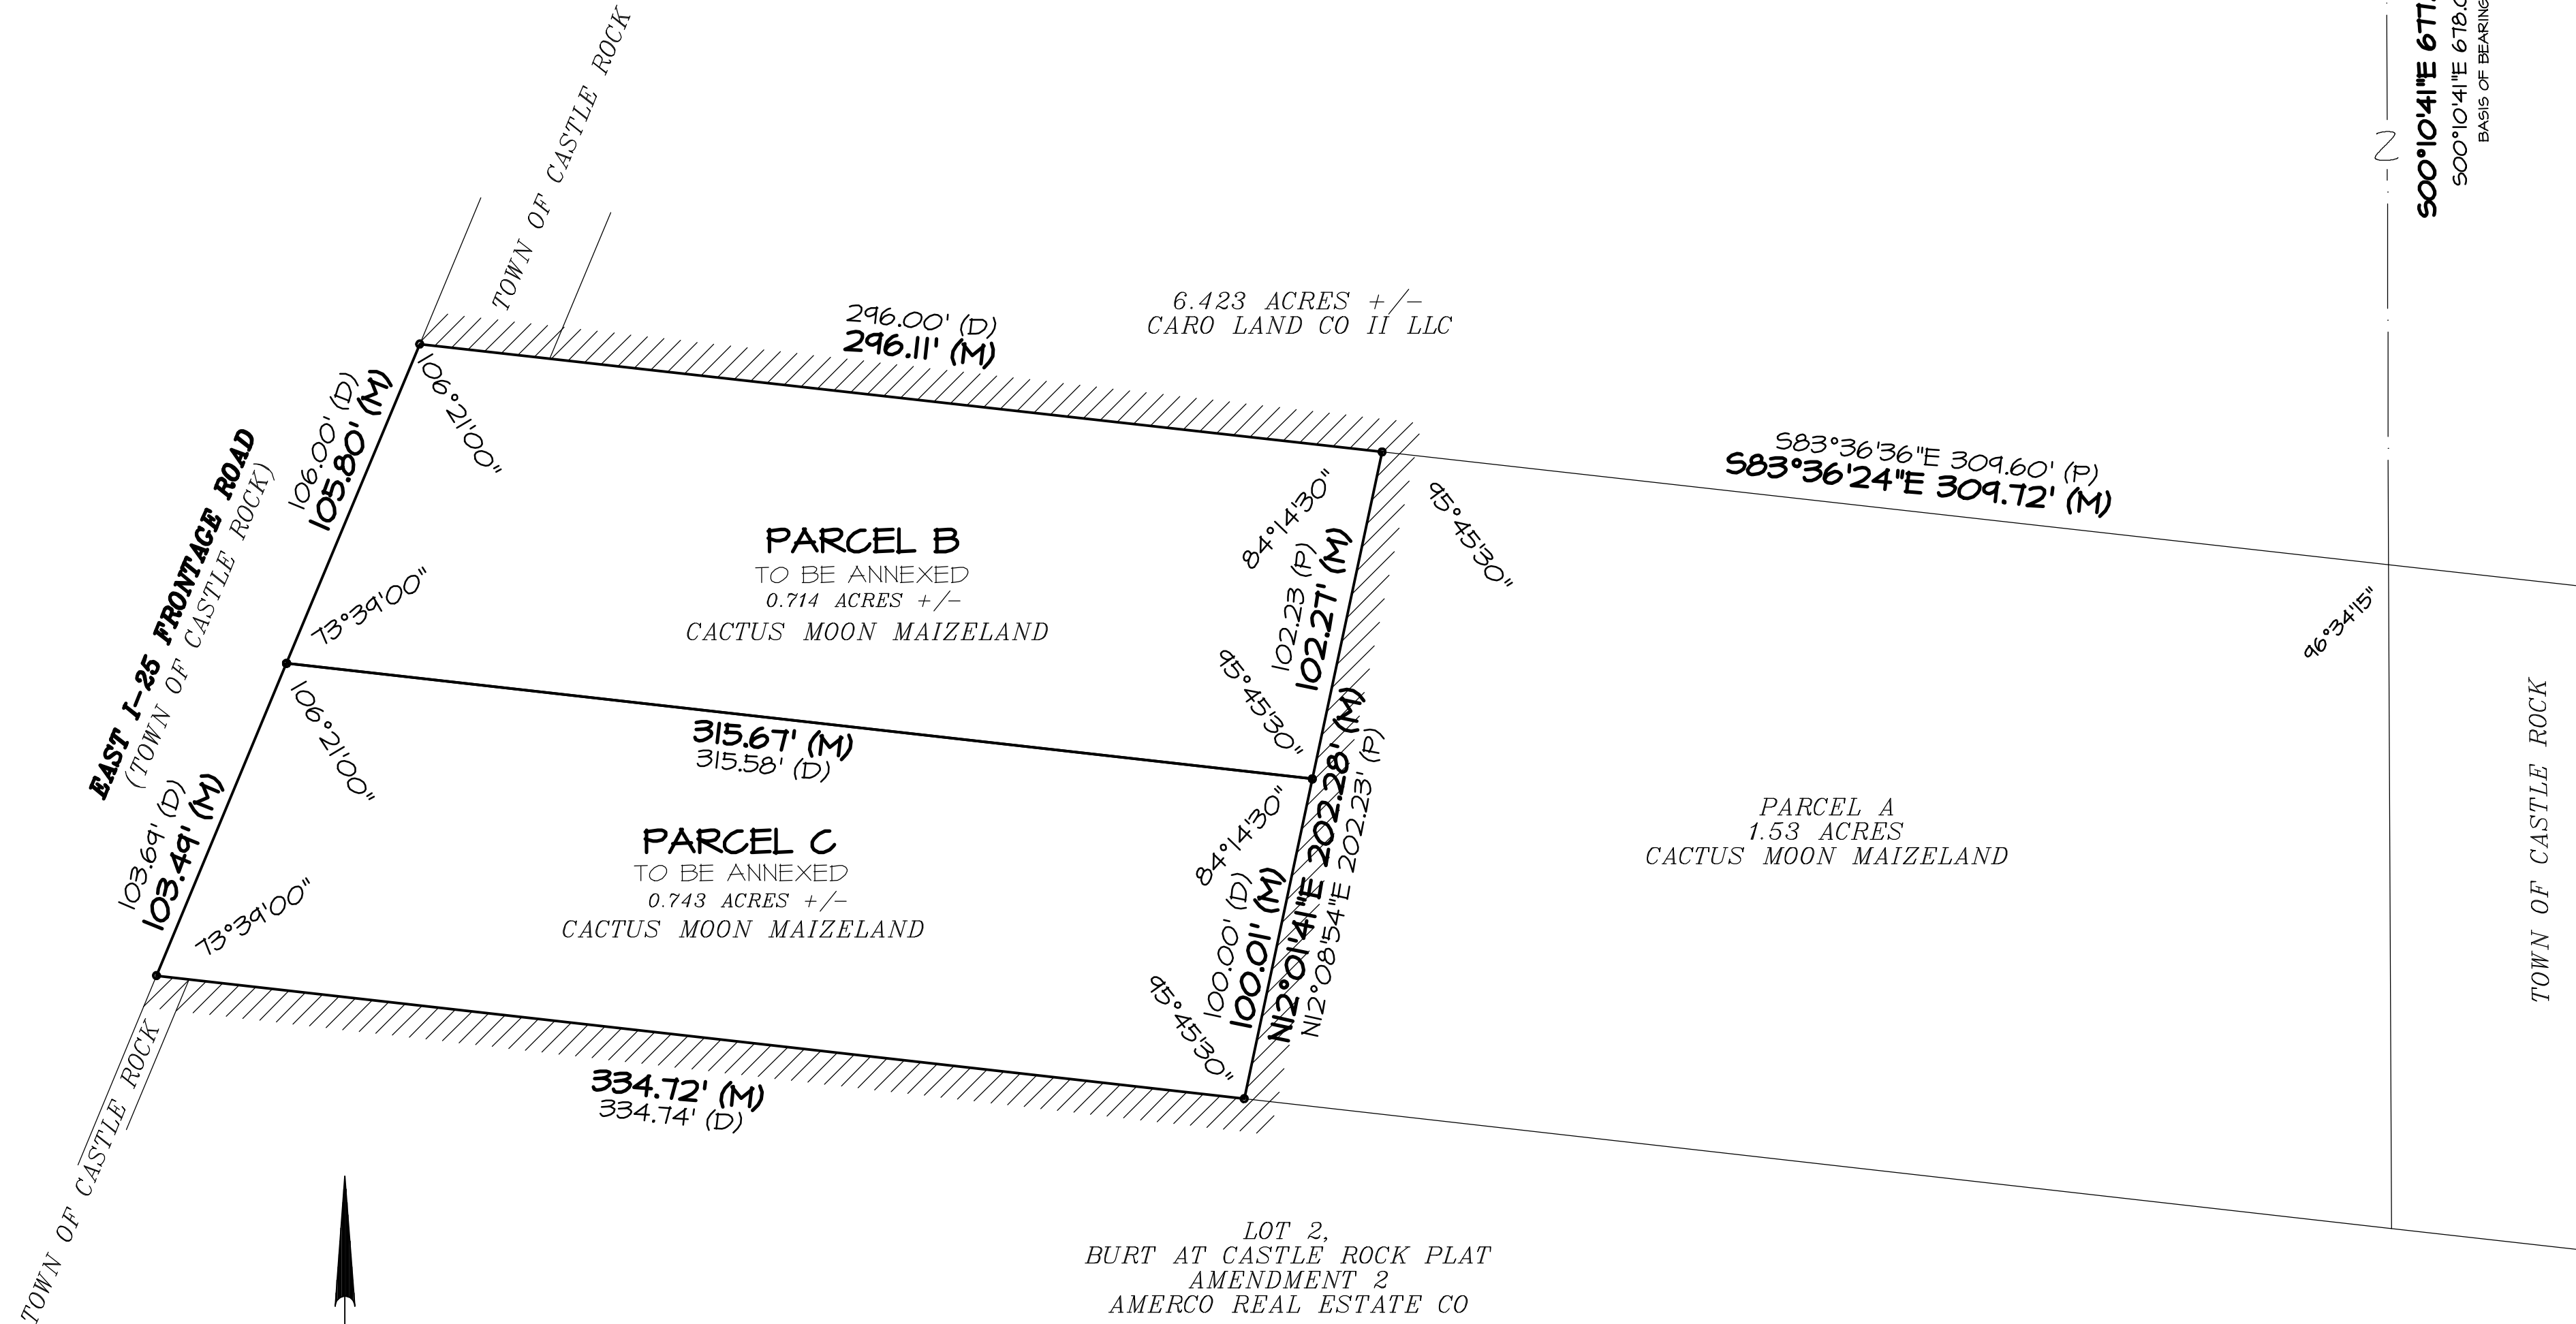 TOWN OF CASTLE ROCK
S00°10'41"E
S00°10'41"E
BASIS OF BEARING
2
6.423 ACRES +/-
CARO LAND CO II LLC
296.00' (D)
296.11' (M)
106°21'00"
106.00' (D)
105.80' (M)
EAST I-25 FRONTAGE ROAD
(TOWN OF CASTLE ROCK)
73°39'00"
PARCEL B
TO BE ANNEXED
0.714 ACRES +/-
CACTUS MOON MAIZELAND
84°14'30"
102.23 (P)
102.27' (M)
95°45'30"
95°45'30"
S83°36'36"E 309.60' (P)
S83°36'24"E 309.72' (M)
96°34'15"
106°21'00"
103.69' (D)
103.49' (M)
73°39'00"
315.67' (M)
315.58' (D)
PARCEL C
TO BE ANNEXED
0.743 ACRES +/-
CACTUS MOON MAIZELAND
84°14'30"
100.00' (D)
100.01' (M)
95°45'30"
N12°01'41"E 202.28' (M)
N12°08'54"E 202.23' (P)
PARCEL A
1.53 ACRES
CACTUS MOON MAIZELAND
TOWN OF CASTLE ROCK
334.72' (M)
334.74' (D)
TOWN OF CASTLE ROCK
LOT 2,
BURT AT CASTLE ROCK PLAT
AMENDMENT 2
AMERCO REAL ESTATE CO